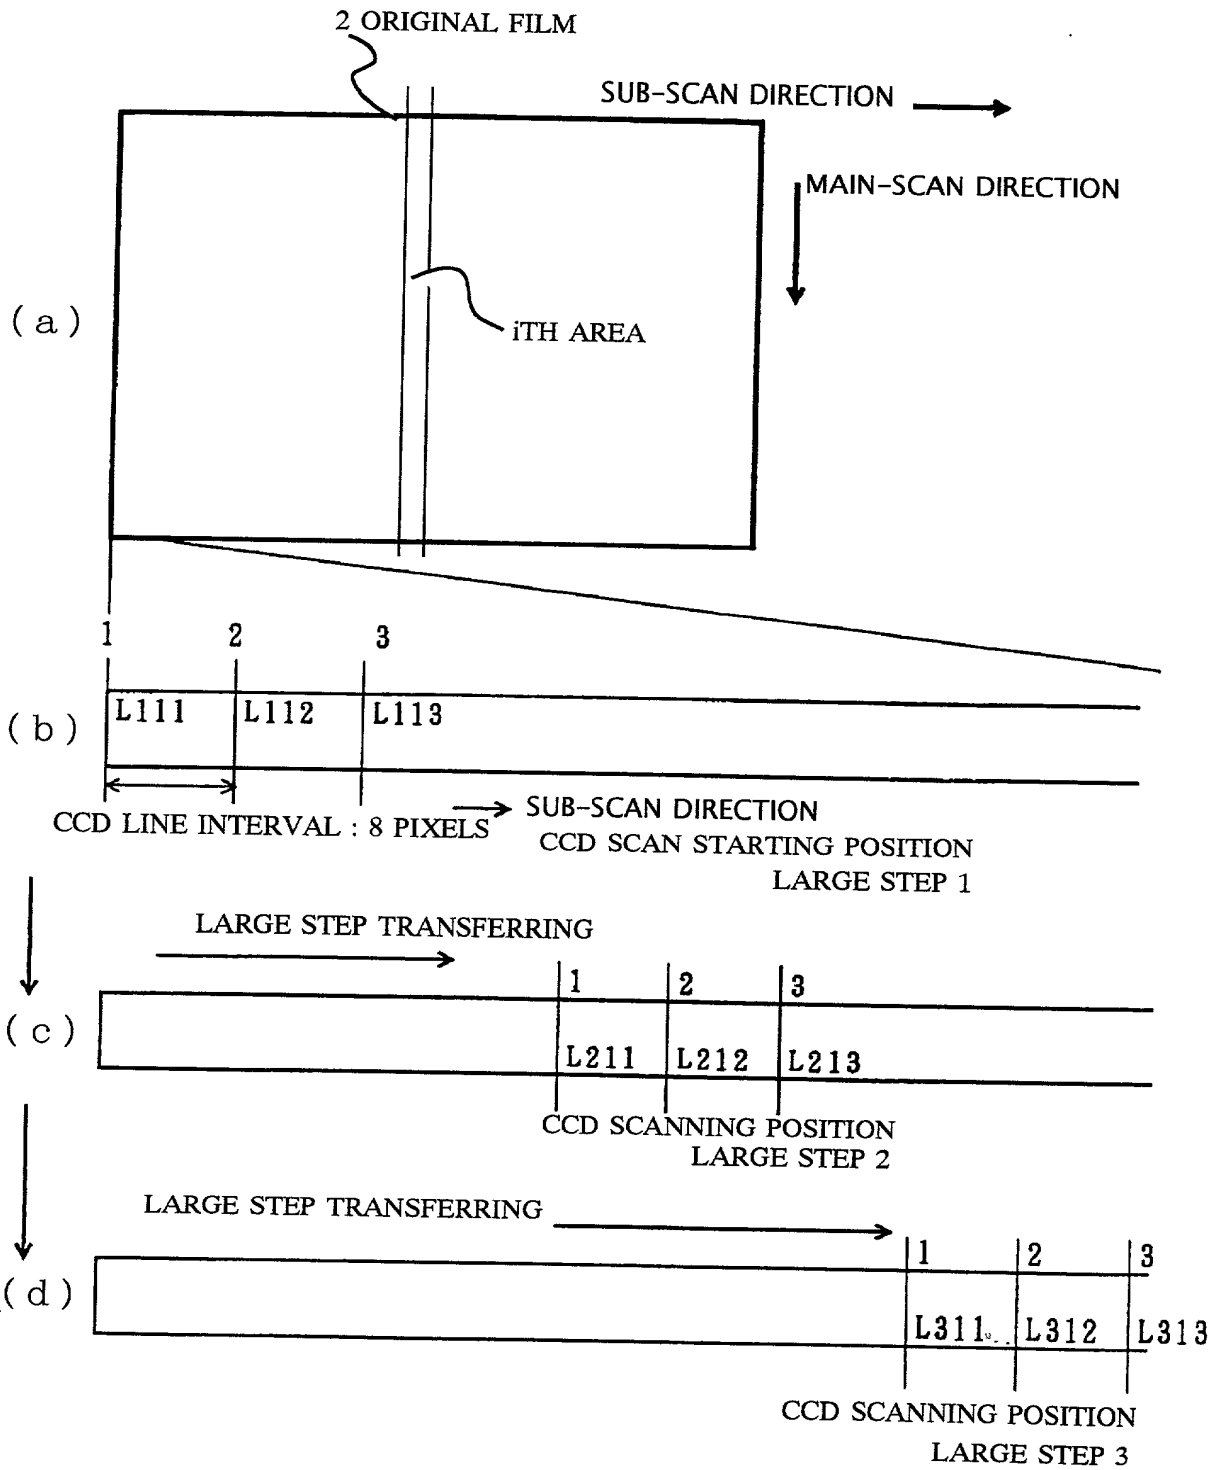 2 ORIGINAL FILM
SUB-SCAN DIRECTION
MAIN-SCAN DIRECTION
(a)
iTH AREA
1 2 3
(b)
L111 L112 L113
CCD LINE INTERVAL : 8 PIXELS
SUB-SCAN DIRECTION
CCD SCAN STARTING POSITION
LARGE STEP 1
LARGE STEP TRANSFERRING
1 2 3
(c)
L211 L212 L213
CCD SCANNING POSITION
LARGE STEP 2
LARGE STEP TRANSFERRING
1 2 3
(d)
L311 L312 L313
CCD SCANNING POSITION
LARGE STEP 3